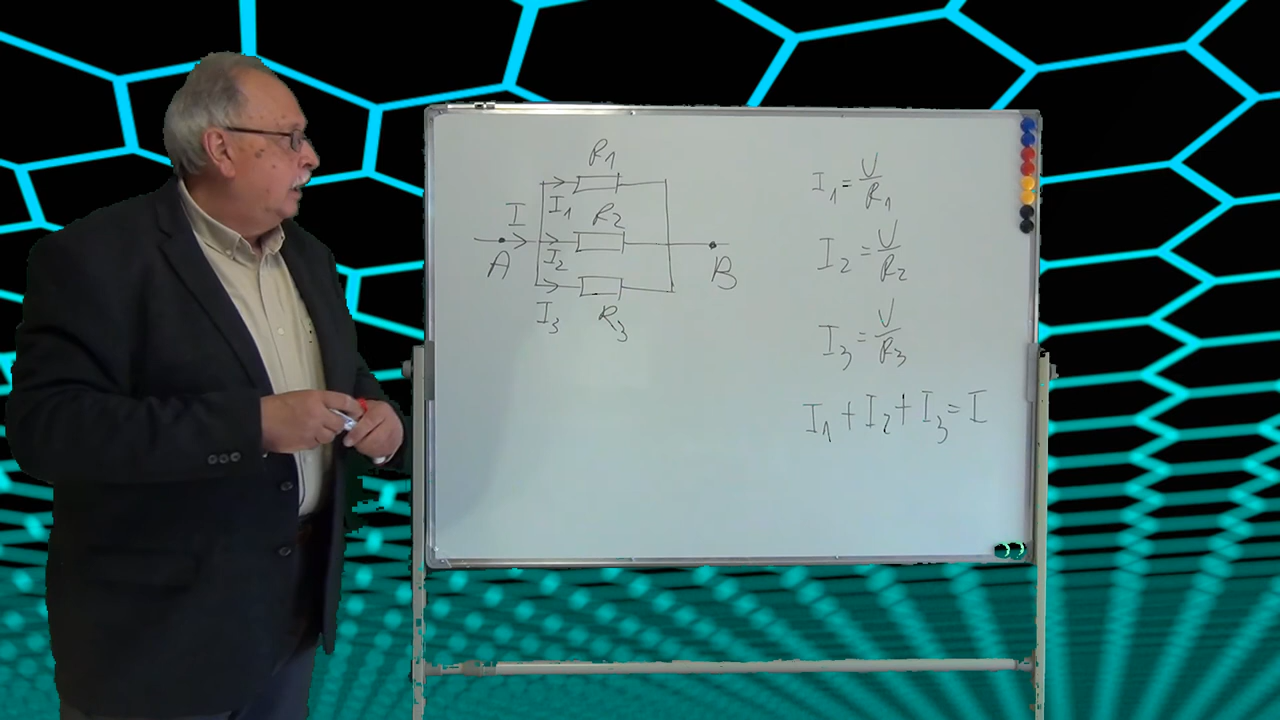 R1
I I1 R2
A I2 B
I3 R3
I1 = V/R1
I2 = V/R2
I3 = V/R3
I1 + I2 + I3 = I